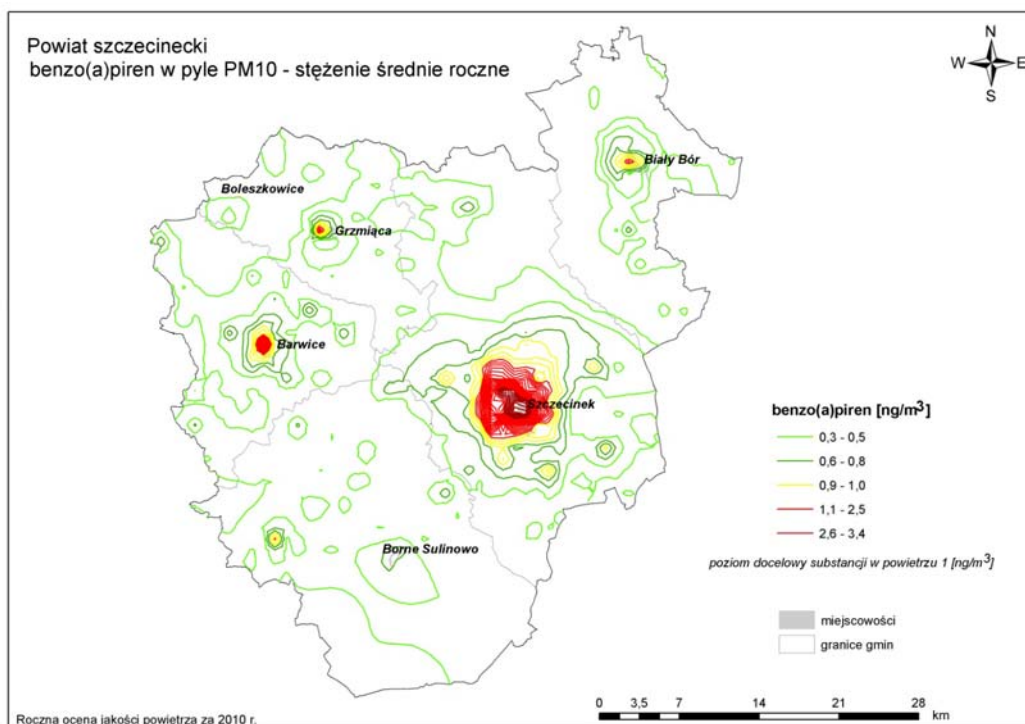 Powiat szczecinecki
benzo(a)piren w pyle PM10 - stężenie średnie roczne
N
W E
S
Biały Bór
Boleszkowice
Grzmiąca
Barwice
Szczecinek
Borne Sulinowo
benzo(a)piren [ng/m³]
0,3 - 0,5
0,6 - 0,8
0,9 - 1,0
1,1 - 2,5
2,6 - 3,4
poziom docelowy substancji w powietrzu 1 [ng/m³]
miejscowości
granice gmin
Roczna ocena jakości powietrza za 2010 r.
0 3,5 7 14 21 28
km